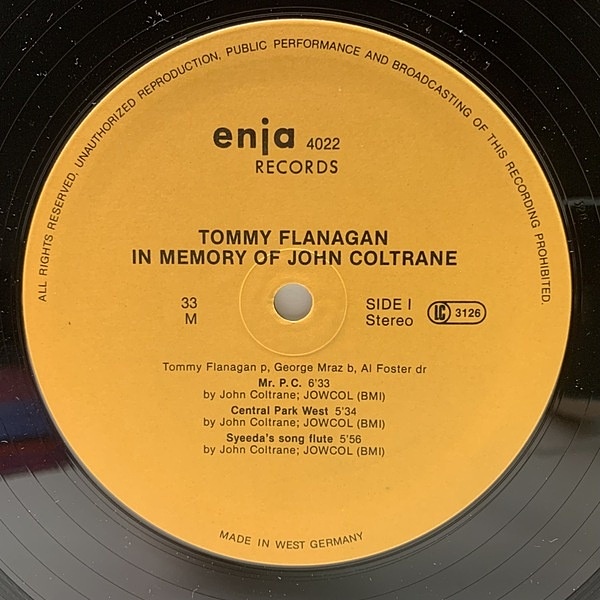 ALL RIGHTS RESERVED. UNAUTHORIZED REPRODUCTION, PUBLIC PERFORMANCE AND BROADCASTING OF THIS RECORDING PROHIBITED.
enja 4022
RECORDS
TOMMY FLANAGAN
IN MEMORY OF JOHN COLTRANE
33
M
SIDE I
Stereo
LC 3126
Tommy Flanagan p, George Mraz b, Al Foster dr
Mr. P.C. 6'33
by John Coltrane; JOWCOL (BMI)
Central Park West 5'34
by John Coltrane; JOWCOL (BMI)
Syeeda's song flute 5'56
by John Coltrane; JOWCOL (BMI)
MADE IN WEST GERMANY